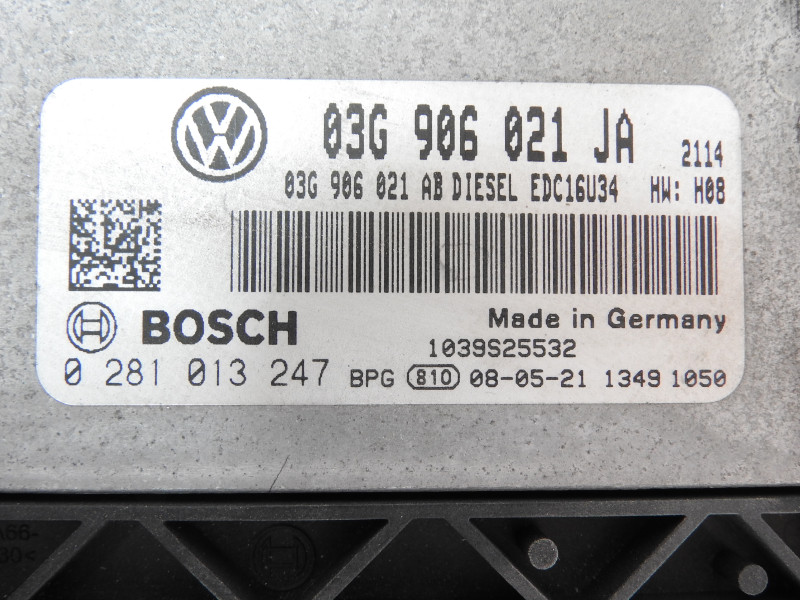 03G 906 021 JA 2114
03G 906 021 AB DIESEL EDC16U34 HW: H08
BOSCH Made in Germany
1039S25532
0 281 013 247 BPG 810 08-05-21 1349 1050
30<